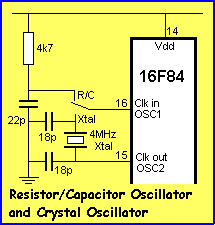 14
4k7
Vdd
16F84
R/C
16
Clk in
OSC1
22p
Xtal
18p
4MHz
Xtal
15
Clk out
OSC2
18p
Resistor/Capacitor Oscillator
and Crystal Oscillator